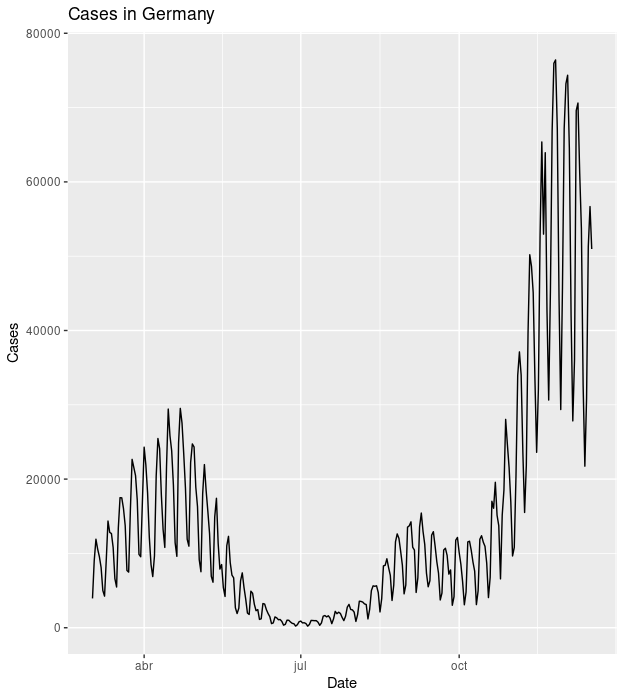 Cases in Germany
80000
60000
40000
20000
0
Cases
abr
jul
oct
Date